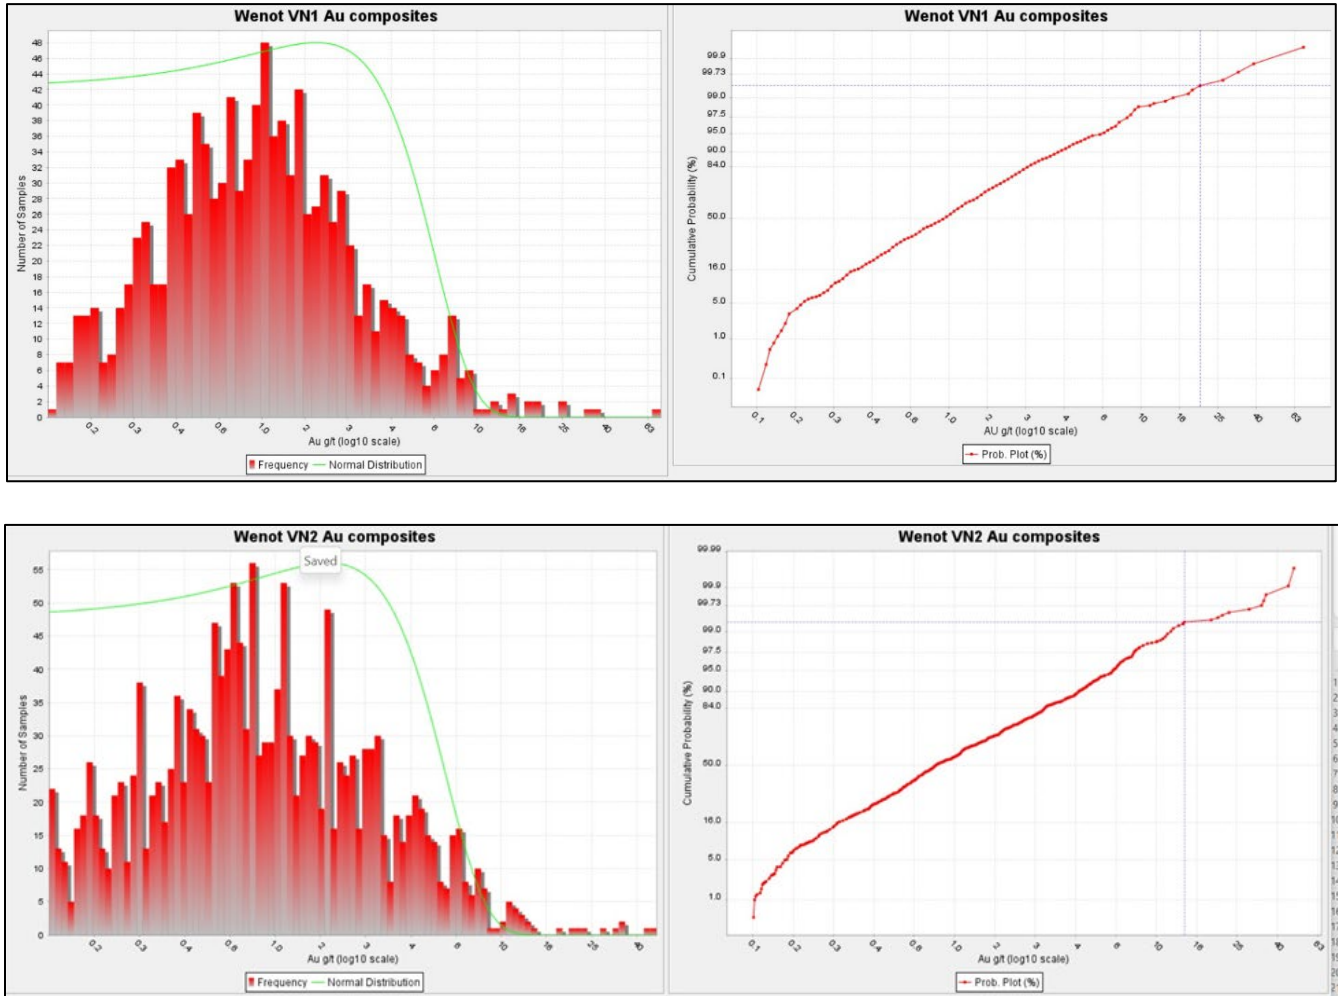 Wenot VN1 Au composites
Number of Samples
48
46
44
42
40
38
36
34
32
30
28
26
24
22
20
18
16
14
12
10
8
6
4
2
0
0.2 0.3 0.4 0.6 1.0 2 3 4 6 10 16 25 40 63
Au g/t (log10 scale)
Frequency Normal Distribution
Wenot VN1 Au composites
Cumulative Probability (%)
99.9
99.73
99.0
97.5
95.0
90.0
84.0
50.0
16.0
5.0
1.0
0.1
0.1 0.2 0.3 0.4 0.6 1.0 2 3 4 6 10 16 25 40 63
AU g/t (log10 scale)
Prob. Plot (%)
Wenot VN2 Au composites
Saved
Number of Samples
55
50
45
40
35
30
25
20
15
10
5
0
0.2 0.3 0.4 0.6 1.0 2 3 4 6 10 16 25 40
Au g/t (log10 scale)
Frequency Normal Distribution
Wenot VN2 Au composites
Cumulative Probability (%)
99.99
99.9
99.73
99.0
97.5
95.0
90.0
84.0
50.0
16.0
5.0
1.0
0.1 0.2 0.3 0.4 0.6 1.0 2 3 4 6 10 16 25 40 63
Au g/t (log10 scale)
Prob. Plot (%)